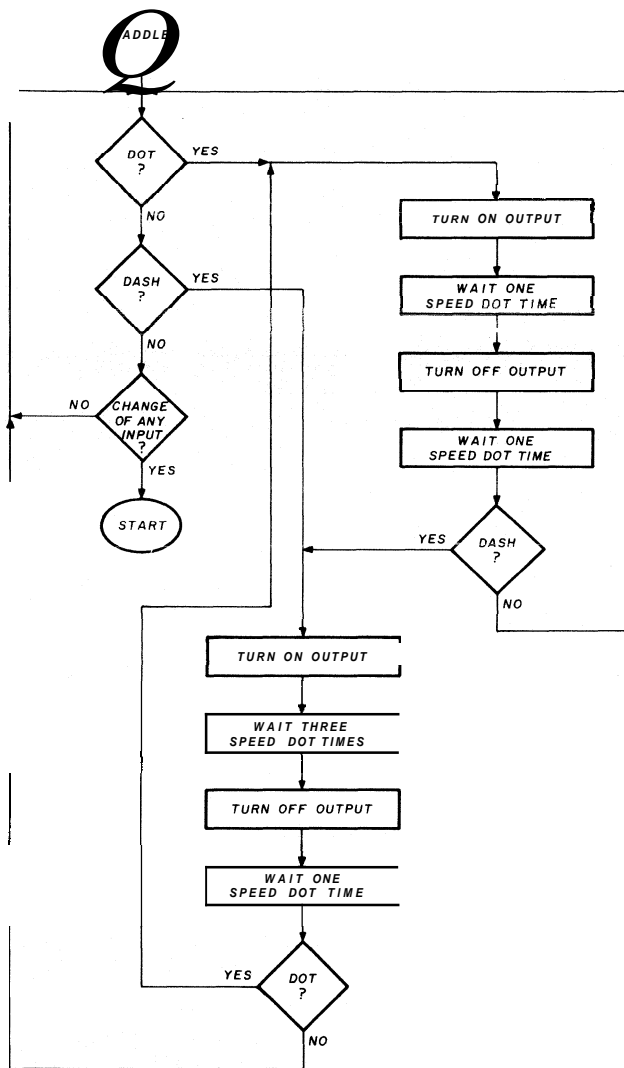 ADDLE
DOT
?
YES
NO
DASH
?
YES
NO
CHANGE
OF ANY
INPUT
?
NO
YES
START
TURN ON OUTPUT
WAIT ONE
SPEED DOT TIME
TURN OFF OUTPUT
WAIT ONE
SPEED DOT TIME
DASH
?
YES
NO
TURN ON OUTPUT
WAIT THREE
SPEED DOT TIMES
TURN OFF OUTPUT
WAIT ONE
SPEED DOT TIME
DOT
?
YES
NO